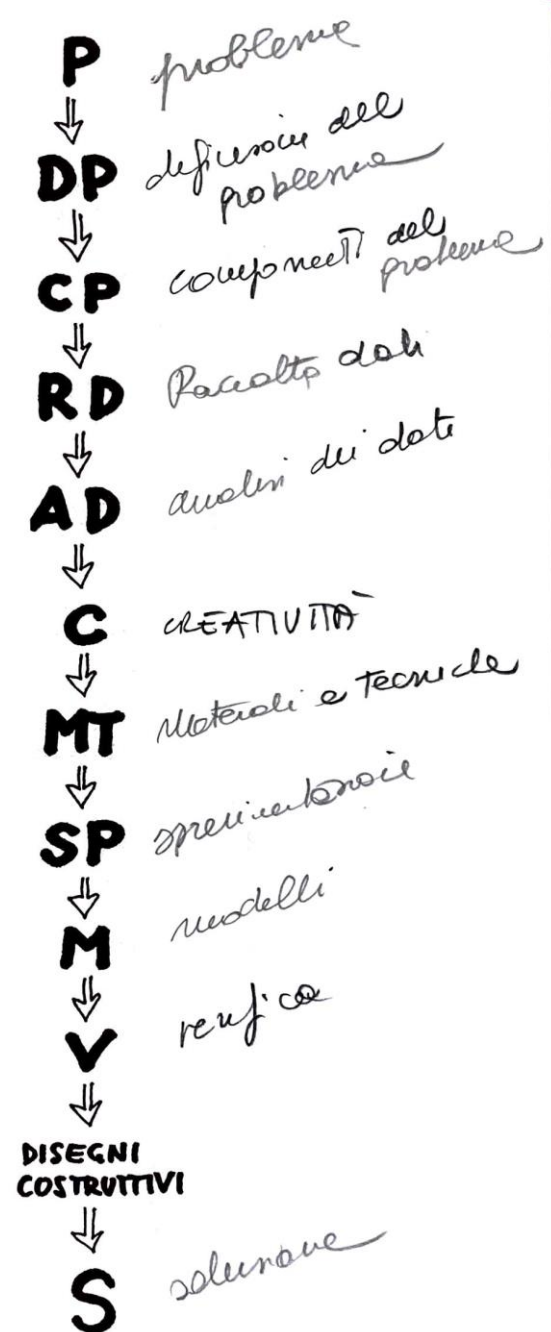 P problema
DP definizione del
problema
CP componenti del
problema
RD Raccolta dati
AD analisi dei dati
C CREATIVITÀ
MT Materiali e Tecniche
SP sperimentazione
M modelli
V verifica
DISEGNI
COSTRUTTIVI
S soluzione